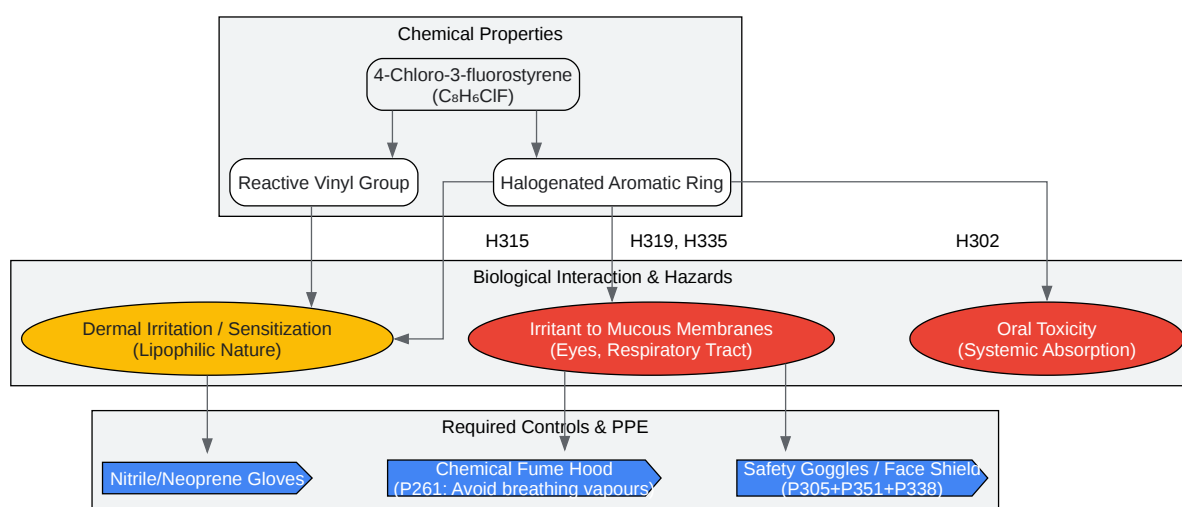 Chemical Properties
4-Chloro-3-fluorostyrene
(C₈H₆ClF)
Reactive Vinyl Group
Halogenated Aromatic Ring
H315
H319, H335
H302
Biological Interaction & Hazards
Dermal Irritation / Sensitization
(Lipophilic Nature)
Irritant to Mucous Membranes
(Eyes, Respiratory Tract)
Oral Toxicity
(Systemic Absorption)
Required Controls & PPE
Nitrile/Neoprene Gloves
Chemical Fume Hood
(P261: Avoid breathing vapours)
Safety Goggles / Face Shield
(P305+P351+P338)